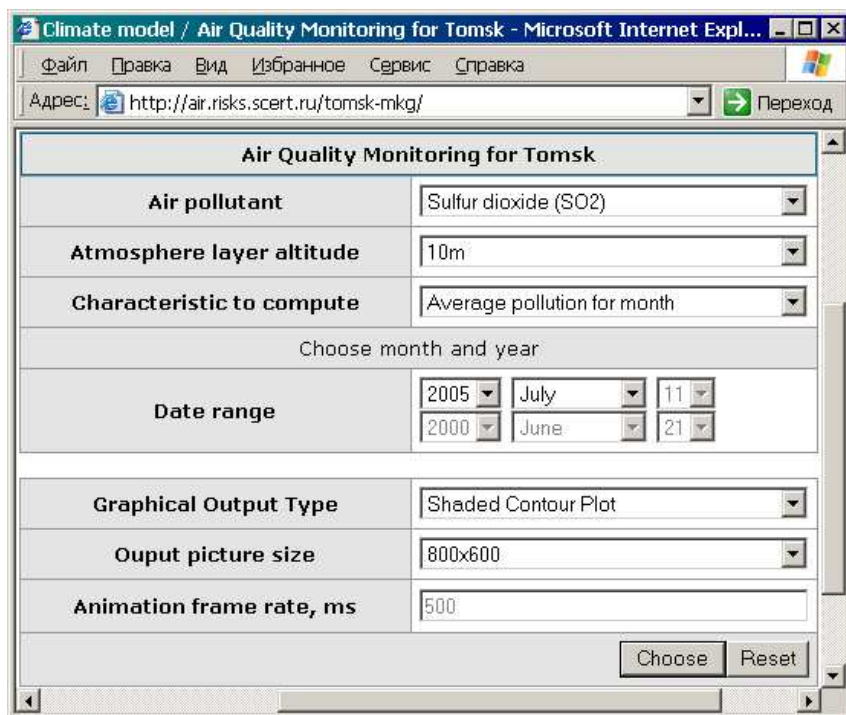 Climate model / Air Quality Monitoring for Tomsk - Microsoft Internet Expl...
Файл Правка Вид Избранное Сервис Справка
Адрес: http://air.risks.scert.ru/tomsk-mkg/ Переход
Air Quality Monitoring for Tomsk
Air pollutant Sulfur dioxide (SO2)
Atmosphere layer altitude 10m
Characteristic to compute Average pollution for month
Choose month and year
Date range 2005 July 11
2000 June 21
Graphical Output Type Shaded Contour Plot
Ouput picture size 800x600
Animation frame rate, ms 500
Choose Reset